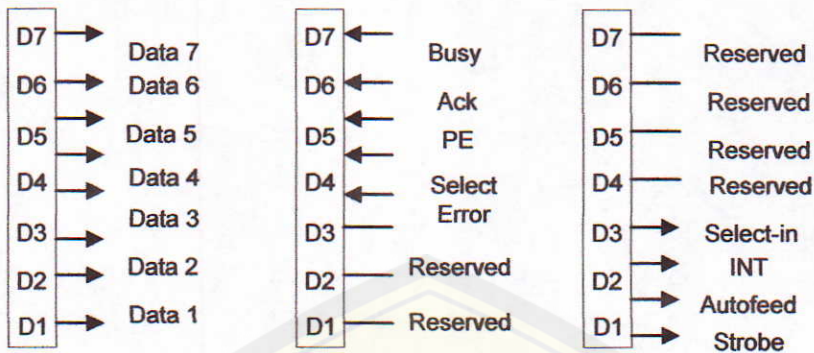 D7
D6
D5
D4
D3
D2
D1
Data 7
Data 6
Data 5
Data 4
Data 3
Data 2
Data 1
D7
D6
D5
D4
D3
D2
D1
Busy
Ack
PE
Select
Error
Reserved
Reserved
D7
D6
D5
D4
D3
D2
D1
Reserved
Reserved
Reserved
Reserved
Select-in
INT
Autofeed
Strobe